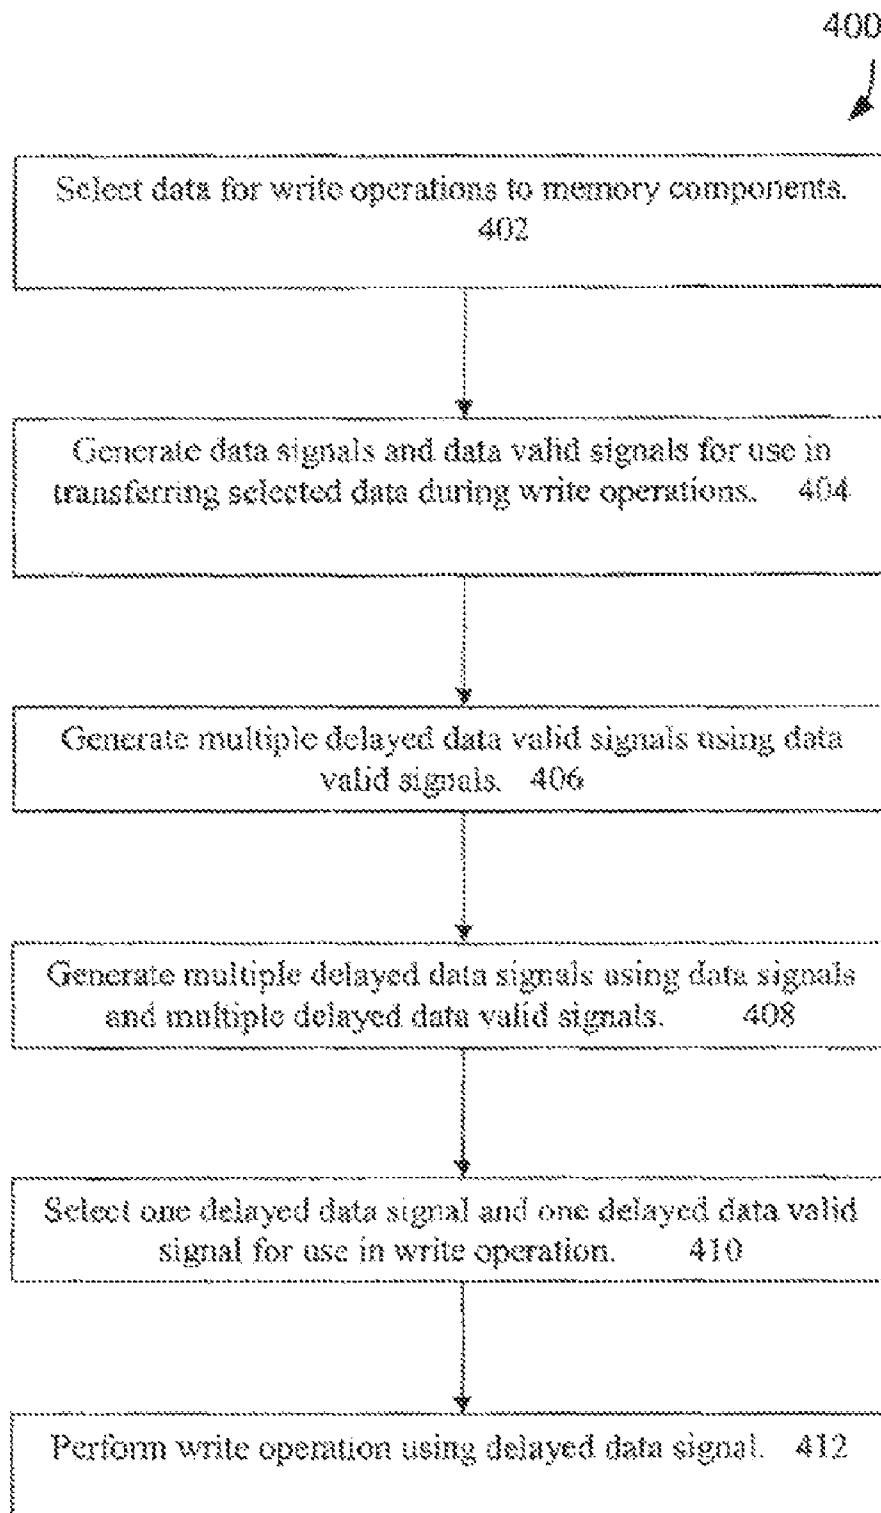 400
Select data for write operations to memory components.
402
Generate data signals and data valid signals for use in
transferring selected data during write operations. 404
Generate multiple delayed data valid signals using data
valid signals. 406
Generate multiple delayed data signals using data signals
and multiple delayed data valid signals. 408
Select one delayed data signal and one delayed data valid
signal for use in write operation. 410
Perform write operation using delayed data signal. 412